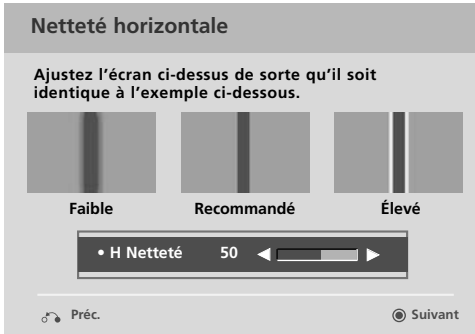 Netteté horizontale
Ajustez l'écran ci-dessus de sorte qu'il soit
identique à l'exemple ci-dessous.
Faible Recommandé Élevé
• H Netteté 50
Préc. Suivant